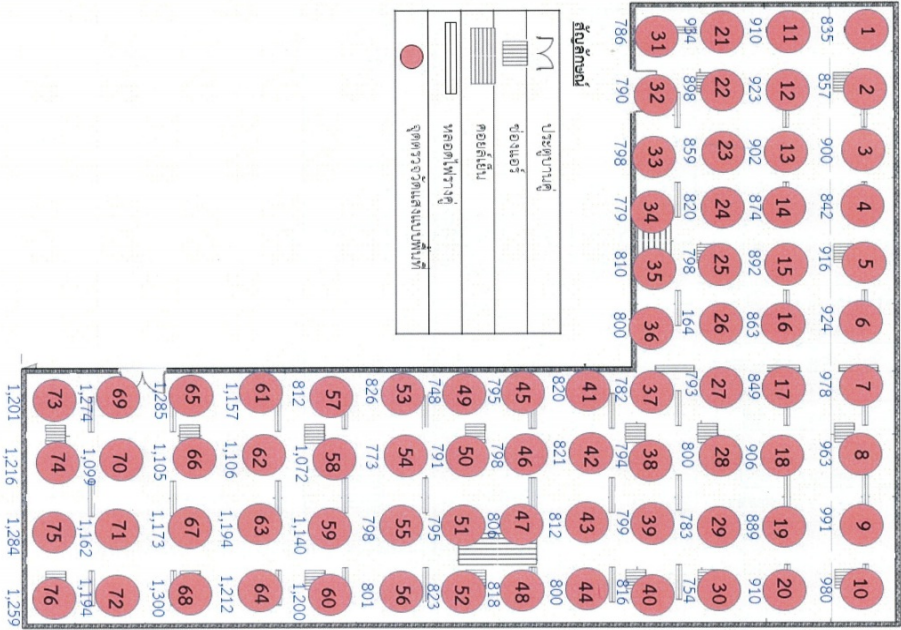 1 2 3 4 5 6 7 8 9 10
835 857 900 842 916 924 978 963 991 980
11 12 13 14 15 16 17 18 19 20
910 923 902 874 892 863 849 906 889 910
21 22 23 24 25 26 27 28 29 30
934 898 859 820 798 164 793 800 783 754
31 32 33 34 35 36 37 38 39 40
786 790 798 779 810 800 782 794 799 816
สัญลักษณ์
ประตูบานคู่
ช่องแอร์
คอยล์เย็น
หลอดไฟรางคู่
จุดตรวจวัดแสงแบบพื้นที่
41 42 43 44
820 821 812 800
45 46 47 48
795 798 806 818
49 50 51 52
748 791 795 823
53 54 55 56
826 773 798 801
57 58 59 60
812 1,072 1,140 1,200
61 62 63 64
1,157 1,106 1,194 1,212
65 66 67 68
1,285 1,105 1,173 1,300
69 70 71 72
1,274 1,099 1,162 1,194
73 74 75 76
1,201 1,216 1,284 1,259